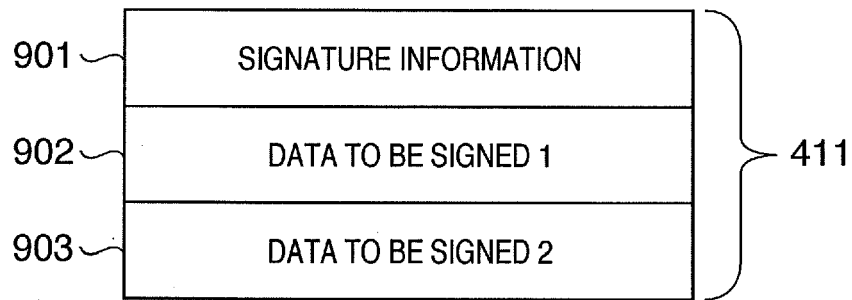 901 SIGNATURE INFORMATION
902 DATA TO BE SIGNED 1 411
903 DATA TO BE SIGNED 2